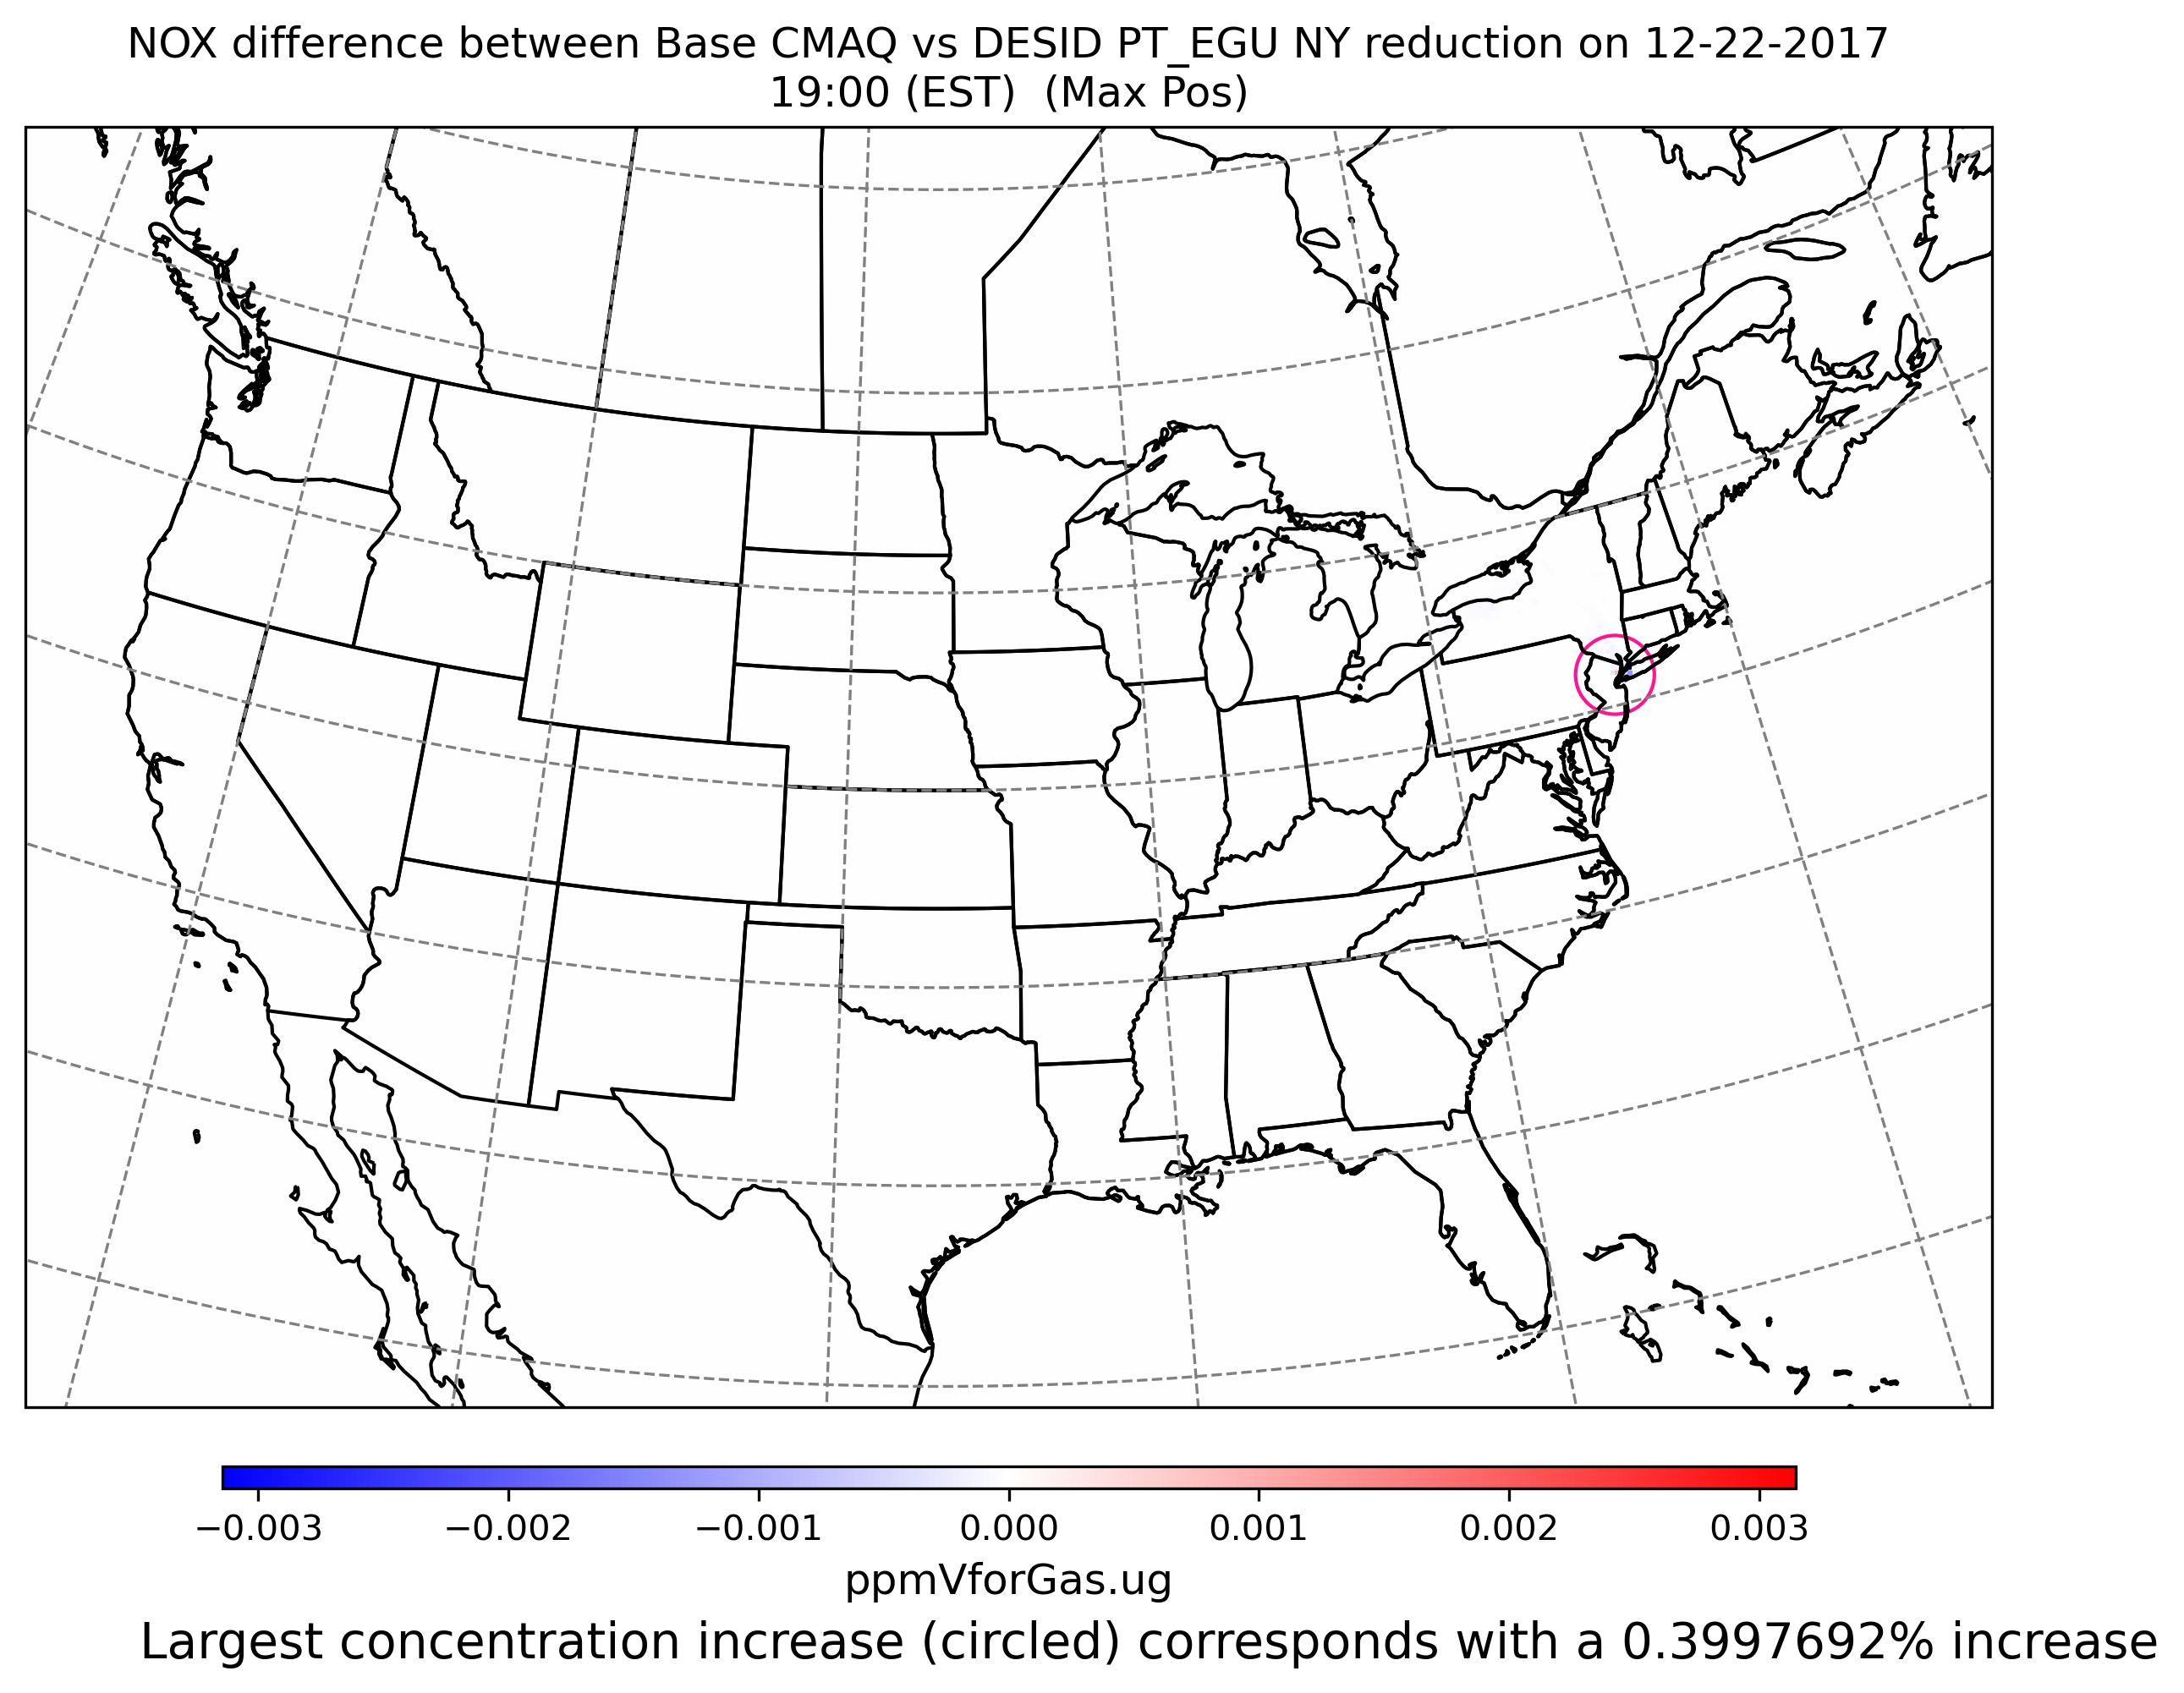 NOX difference between Base CMAQ vs DESID PT_EGU NY reduction on 12-22-2017
19:00 (EST)  (Max Pos)
−0.003 −0.002 −0.001 0.000 0.001 0.002 0.003
ppmVforGas.ug
Largest concentration increase (circled) corresponds with a 0.3997692% increase